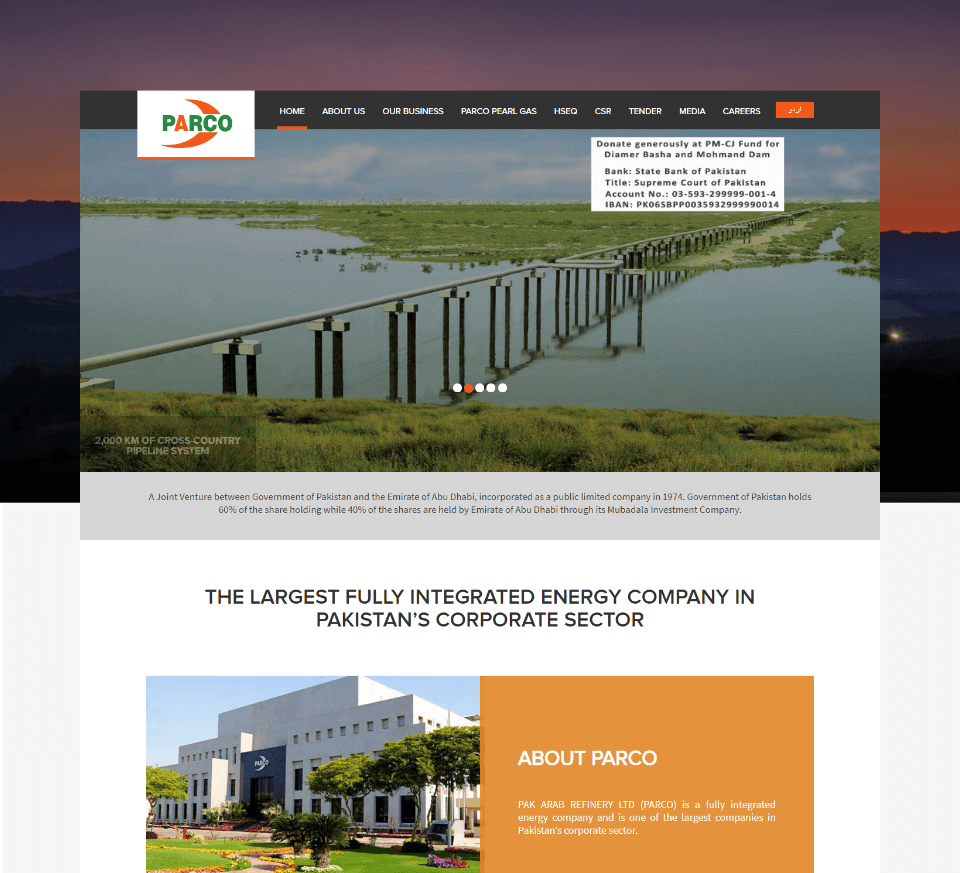 PARCO
HOME ABOUT US OUR BUSINESS PARCO PEARL GAS HSEQ CSR TENDER MEDIA CAREERS اردو
Donate generously at PM-CJ Fund for
Diamer Basha and Mohmand Dam
Bank: State Bank of Pakistan
Title: Supreme Court of Pakistan
Account No.: 03-593-299999-001-4
IBAN: PK06SBPP0035932999990014
2,000 KM OF CROSS-COUNTRY
PIPELINE SYSTEM
A Joint Venture between Government of Pakistan and the Emirate of Abu Dhabi, incorporated as a public limited company in 1974. Government of Pakistan holds
60% of the share holding while 40% of the shares are held by Emirate of Abu Dhabi through its Mubadala Investment Company.
THE LARGEST FULLY INTEGRATED ENERGY COMPANY IN
PAKISTAN’S CORPORATE SECTOR
PARCO
ABOUT PARCO
PAK ARAB REFINERY LTD (PARCO) is a fully integrated
energy company and is one of the largest companies in
Pakistan's corporate sector.